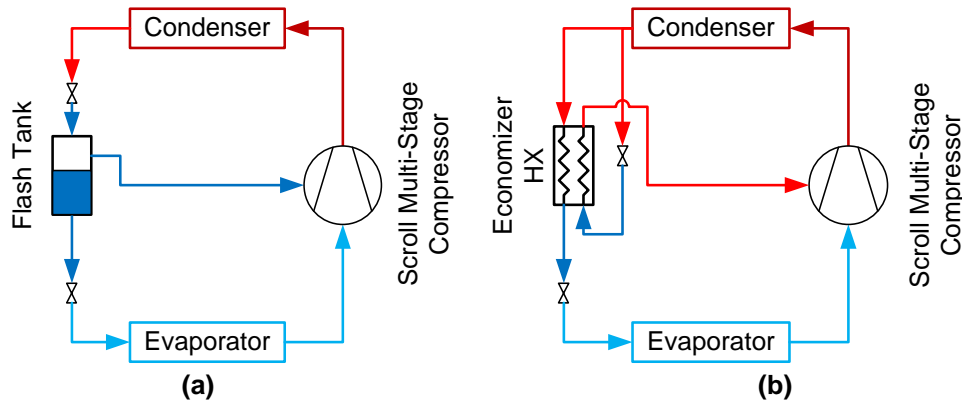 Condenser
Flash Tank
Scroll Multi-Stage
Compressor
Evaporator
(a)
Condenser
Economizer
HX
Scroll Multi-Stage
Compressor
Evaporator
(b)